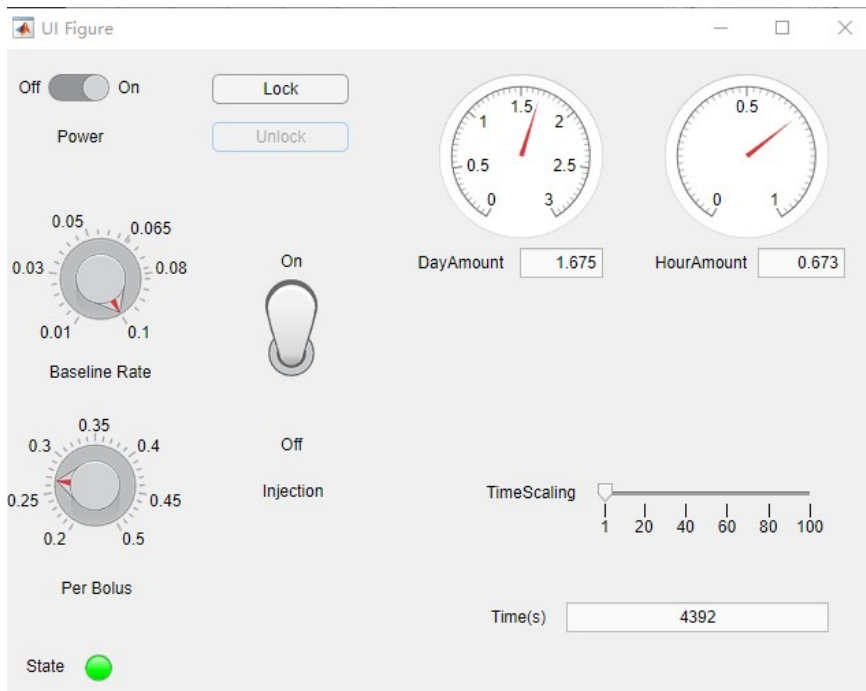 UI Figure
Off On
Lock
Power
Unlock
0.5 1 1.5 2 2.5 0 3
0.5 0 1
DayAmount 1.675
HourAmount 0.673
0.05 0.065
0.03 0.08
0.01 0.1
Baseline Rate
On
Off
Injection
0.35
0.3 0.4
0.25 0.45
0.2 0.5
Per Bolus
TimeScaling
1 20 40 60 80 100
Time(s) 4392
State